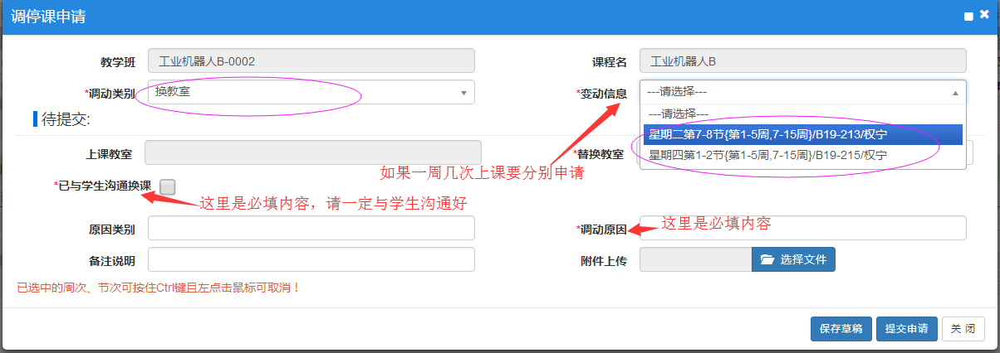 调停课申请
教学班 工业机器人B-0002 课程名 工业机器人B
*调动类别 换教室 *变动信息 ---请选择---
---请选择---
待提交:
星期二第7-8节{第1-5周,7-15周}/B19-213/权宁
上课教室 *替换教室 星期四第1-2节{第1-5周,7-15周}/B19-215/权宁
如果一周几次上课要分别申请
*已与学生沟通换课
这里是必填内容，请一定与学生沟通好
原因类别 *调动原因 这里是必填内容
备注说明 附件上传 选择文件
已选中的周次、节次可按住Ctrl键且左点击鼠标可取消！
保存草稿 提交申请 关 闭